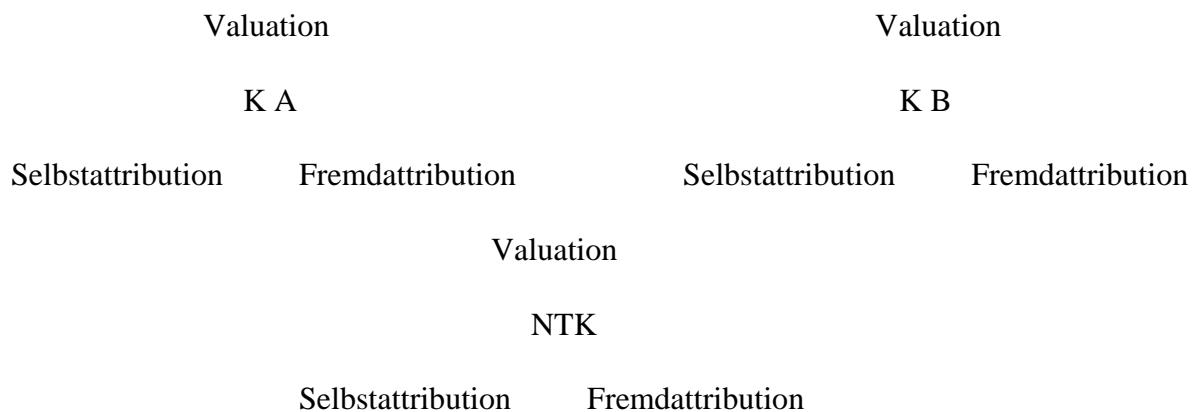 Valuation Valuation
K A K B
Selbstattribution Fremdattribution Selbstattribution Fremdattribution
Valuation
NTK
Selbstattribution Fremdattribution